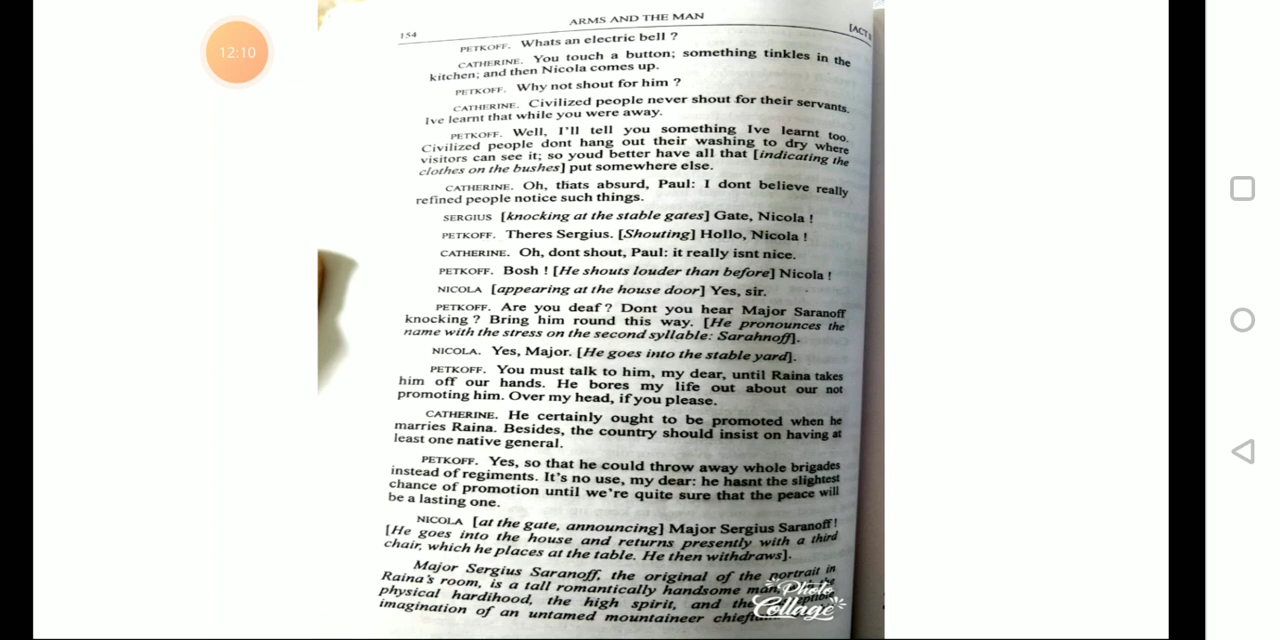 12:10
154
ARMS AND THE MAN
[ACT
PETKOFF. Whats an electric bell ?
CATHERINE. You touch a button; something tinkles in the
kitchen; and then Nicola comes up.
PETKOFF. Why not shout for him ?
CATHERINE. Civilized people never shout for their servants.
Ive learnt that while you were away.
PETKOFF. Well, I'll tell you something Ive learnt too.
Civilized people dont hang out their washing to dry where
visitors can see it; so youd better have all that [indicating the
clothes on the bushes] put somewhere else.
CATHERINE. Oh, thats absurd, Paul: I dont believe really
refined people notice such things.
SERGIUS [knocking at the stable gates] Gate, Nicola !
PETKOFF. Theres Sergius. [Shouting] Hollo, Nicola !
CATHERINE. Oh, dont shout, Paul: it really isnt nice.
PETKOFF. Bosh ! [He shouts louder than before] Nicola !
NICOLA [appearing at the house door] Yes, sir.
PETKOFF. Are you deaf ? Dont you hear Major Saranoff
knocking ? Bring him round this way. [He pronounces the
name with the stress on the second syllable: Sarahnoff].
NICOLA. Yes, Major. [He goes into the stable yard].
PETKOFF. You must talk to him, my dear, until Raina takes
him off our hands. He bores my life out about our not
promoting him. Over my head, if you please.
CATHERINE. He certainly ought to be promoted when he
marries Raina. Besides, the country should insist on having at
least one native general.
PETKOFF. Yes, so that he could throw away whole brigades
instead of regiments. It's no use, my dear: he hasnt the slightest
chance of promotion until we're quite sure that the peace will
be a lasting one.
NICOLA [at the gate, announcing] Major Sergius Saranoff !
[He goes into the house and returns presently with a third
chair, which he places at the table. He then withdraws].
Major Sergius Saranoff, the original of the portrait in
Raina's room, is a tall romantically handsome man, the
physical hardihood, the high spirit, and the
imagination of an untamed mountaineer
Photo
Collage